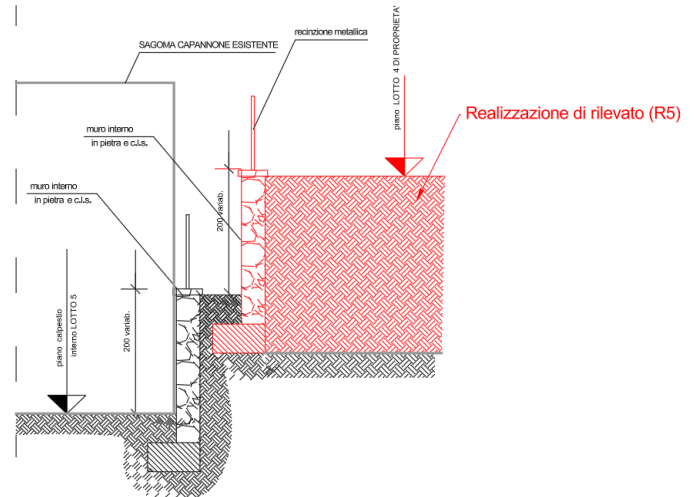 recinzione metallica
SAGOMA CAPANNONE ESISTENTE
piano LOTTO 4 DI PROPRIETA'
Realizzazione di rilevato (R5)
muro interno
in pietra e c.l.s.
muro interno
in pietra e c.l.s.
200 variab.
piano calpestio
interno LOTTO 5
200 variab.